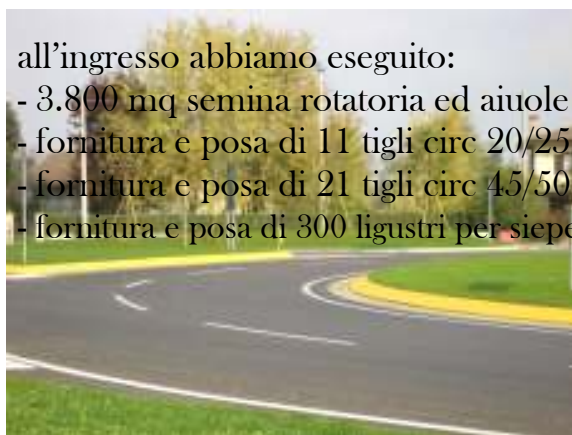 all’ingresso abbiamo eseguito:
- 3.800 mq semina rotatoria ed aiuole
- fornitura e posa di 11 tigli circ 20/25
- fornitura e posa di 21 tigli circ 45/50
- fornitura e posa di 300 ligustri per siepe